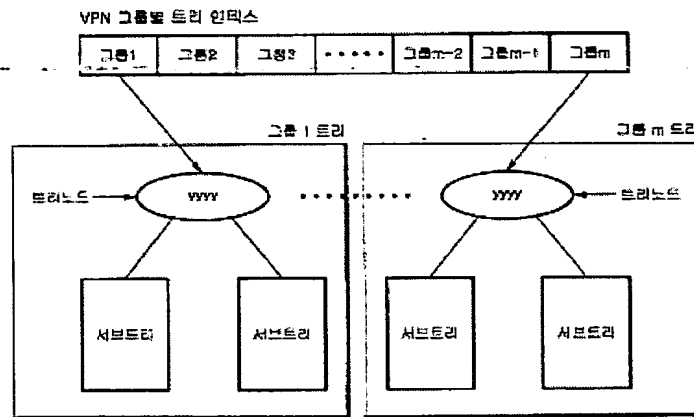 VPN 그룹별 트리 인덱스
그룹1 그룹2 그룹3 ····· 그룹m-2 그룹m-1 그룹m
그룹 1 트리
그룹 m 트리
트리노드
yyyy
yyyy
트리노드
서브트리
서브트리
서브트리
서브트리